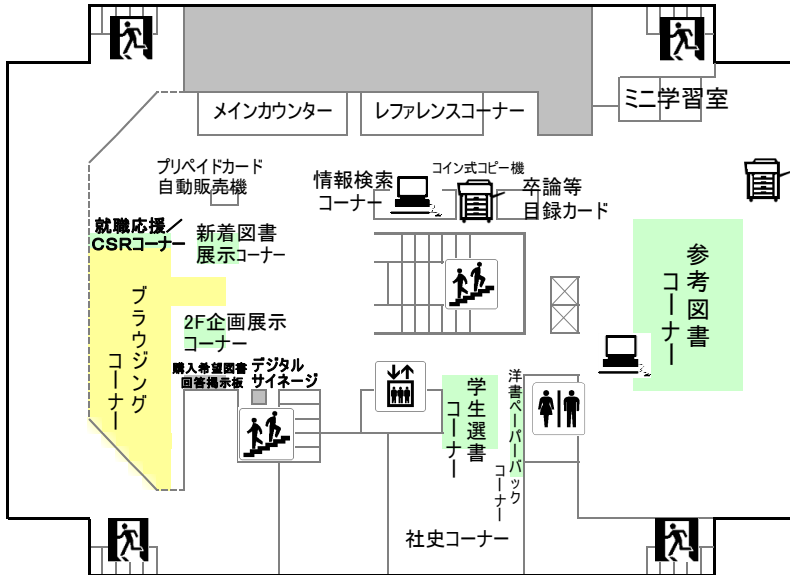 メインカウンター
レファレンスコーナー
ミニ学習室
プリペイドカード
自動販売機
情報検索
コーナー
コイン式コピー機
卒論等
目録カード
就職応援／
CSRコーナー
新着図書
展示コーナー
参考図書
コーナー
ブラウジング
コーナー
2F企画展示
コーナー
購入希望図書
回答掲示板
デジタル
サイネージ
学生選書
コーナー
洋書ペーパーバック
コーナー
社史コーナー